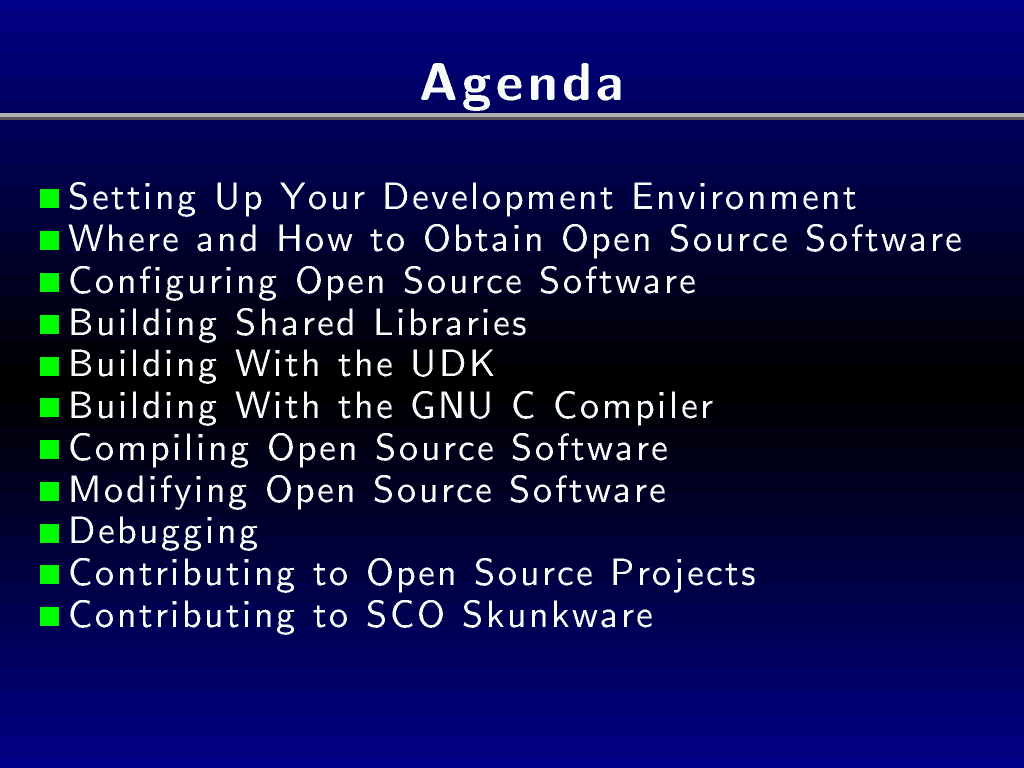 Agenda
Setting Up Your Development Environment
Where and How to Obtain Open Source Software
Configuring Open Source Software
Building Shared Libraries
Building With the UDK
Building With the GNU C Compiler
Compiling Open Source Software
Modifying Open Source Software
Debugging
Contributing to Open Source Projects
Contributing to SCO Skunkware